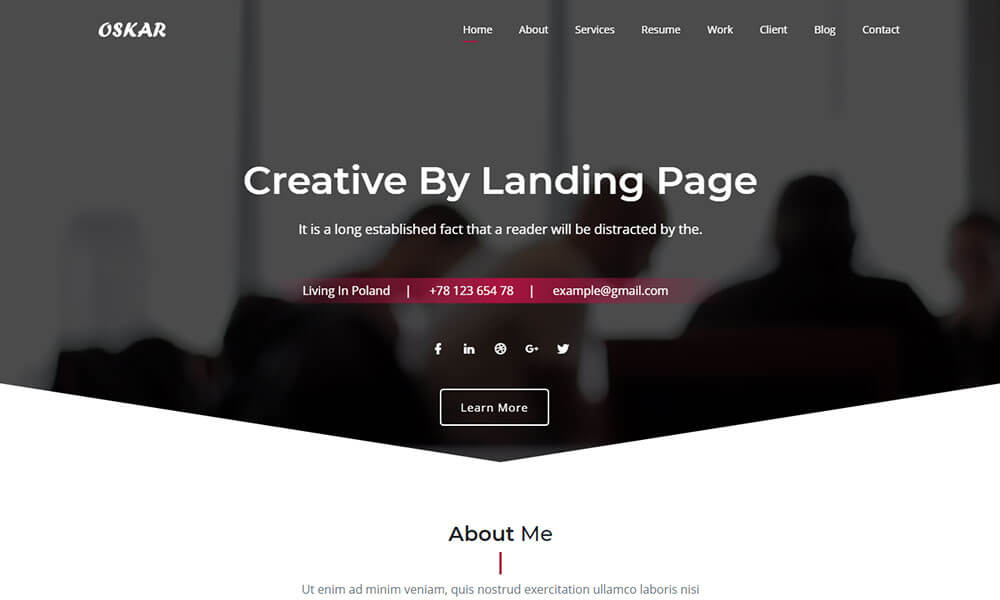 OSKAR
Home About Services Resume Work Client Blog Contact
Creative By Landing Page
It is a long established fact that a reader will be distracted by the.
Living In Poland | +78 123 654 78 | example@gmail.com
Learn More
About Me
Ut enim ad minim veniam, quis nostrud exercitation ullamco laboris nisi